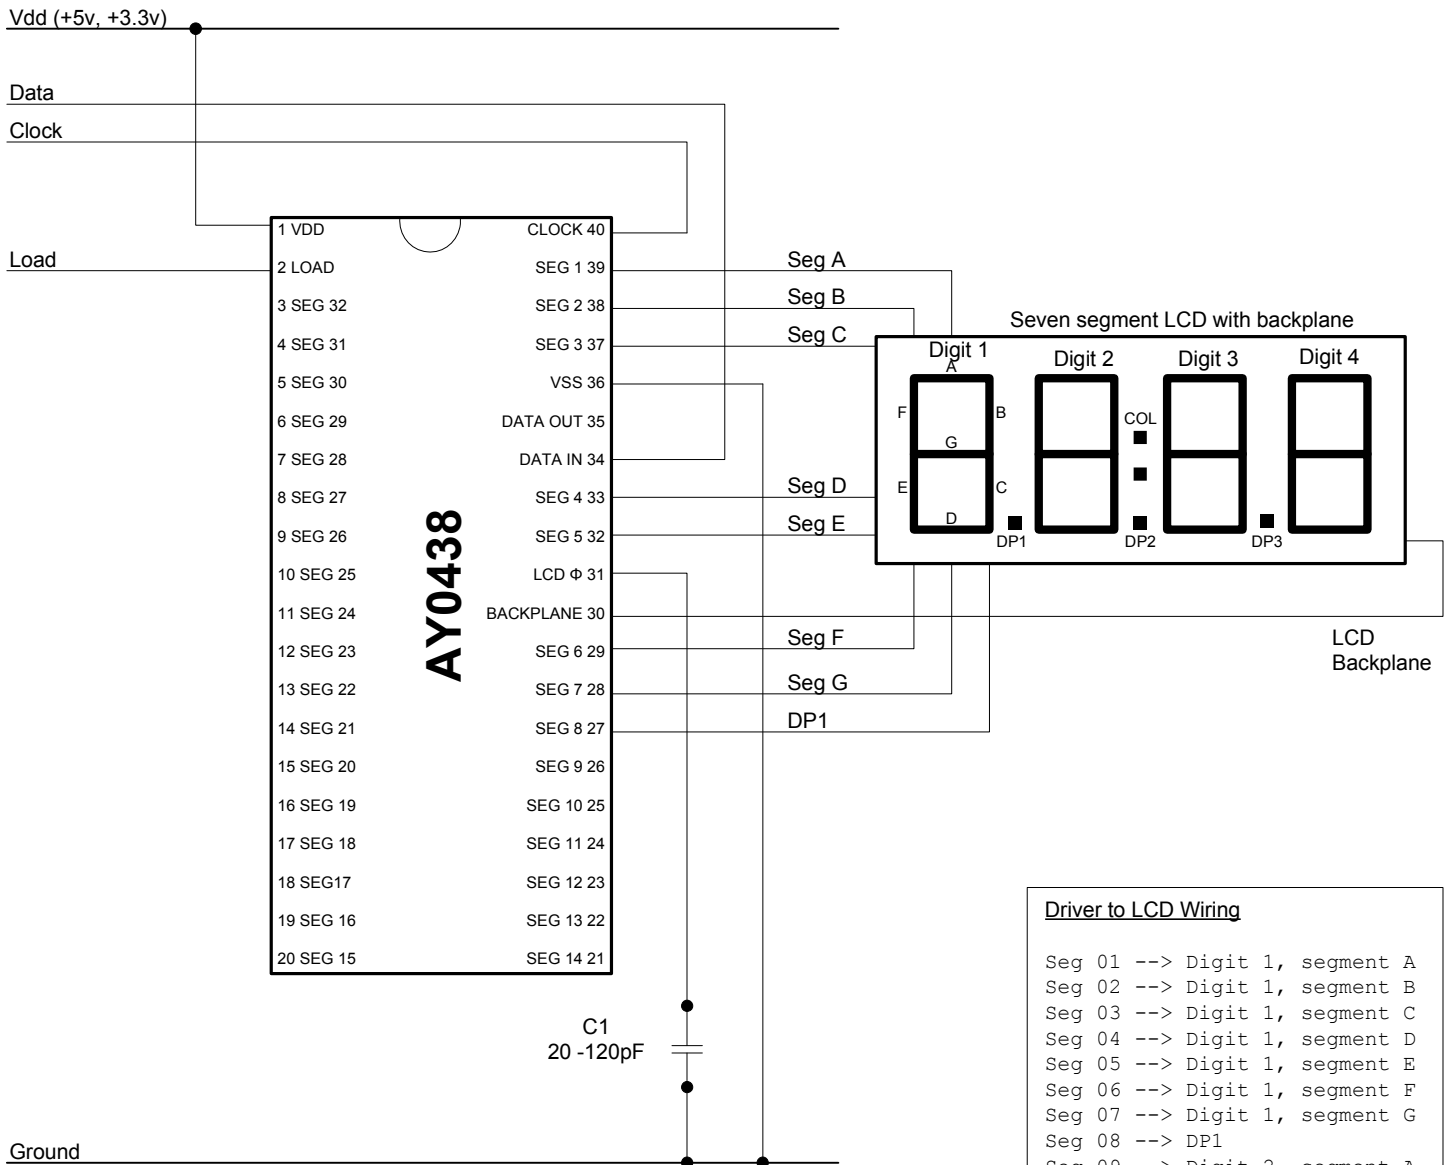 Vdd (+5v, +3.3v)
Data
Clock
Load
1 VDD
2 LOAD
3 SEG 32
4 SEG 31
5 SEG 30
6 SEG 29
7 SEG 28
8 SEG 27
9 SEG 26
10 SEG 25
11 SEG 24
12 SEG 23
13 SEG 22
14 SEG 21
15 SEG 20
16 SEG 19
17 SEG 18
18 SEG17
19 SEG 16
20 SEG 15
AY0438
CLOCK 40
SEG 1 39
SEG 2 38
SEG 3 37
VSS 36
DATA OUT 35
DATA IN 34
SEG 4 33
SEG 5 32
LCD Φ 31
BACKPLANE 30
SEG 6 29
SEG 7 28
SEG 8 27
SEG 9 26
SEG 10 25
SEG 11 24
SEG 12 23
SEG 13 22
SEG 14 21
Seg A
Seg B
Seg C
Seg D
Seg E
Seg F
Seg G
DP1
Seven segment LCD with backplane
Digit 1
Digit 2
Digit 3
Digit 4
A
F
B
G
E
C
D
COL
DP1
DP2
DP3
LCD
Backplane
C1
20 -120pF
Ground
Driver to LCD Wiring
Seg 01 --> Digit 1, segment A
Seg 02 --> Digit 1, segment B
Seg 03 --> Digit 1, segment C
Seg 04 --> Digit 1, segment D
Seg 05 --> Digit 1, segment E
Seg 06 --> Digit 1, segment F
Seg 07 --> Digit 1, segment G
Seg 08 --> DP1
Seg 09 --> Digit 2, segment A